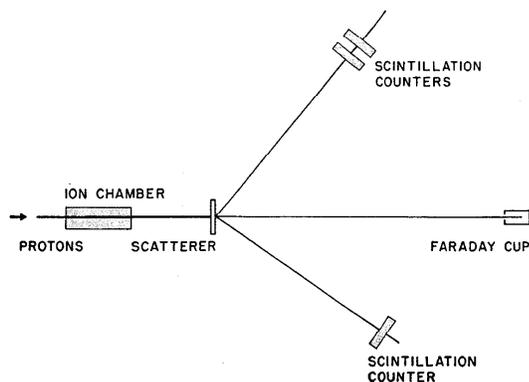 SCINTILLATION
COUNTERS
ION CHAMBER
PROTONS
SCATTERER
FARADAY CUP
SCINTILLATION
COUNTER